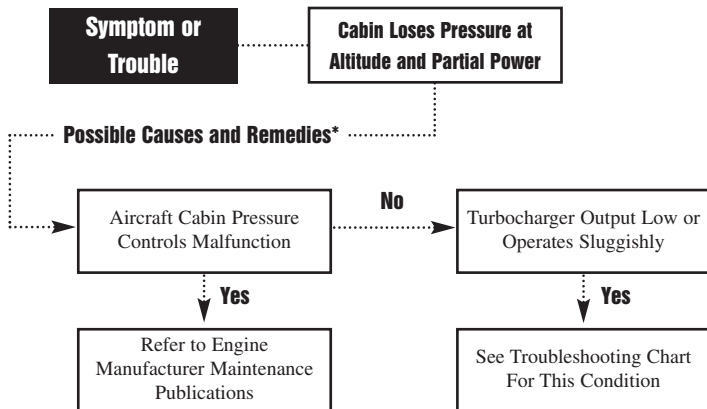 Symptom or
Trouble
Cabin Loses Pressure at
Altitude and Partial Power
Possible Causes and Remedies*
Aircraft Cabin Pressure
Controls Malfunction
No
Turbocharger Output Low or
Operates Sluggishly
Yes
Yes
Refer to Engine
Manufacturer Maintenance
Publications
See Troubleshooting Chart
For This Condition